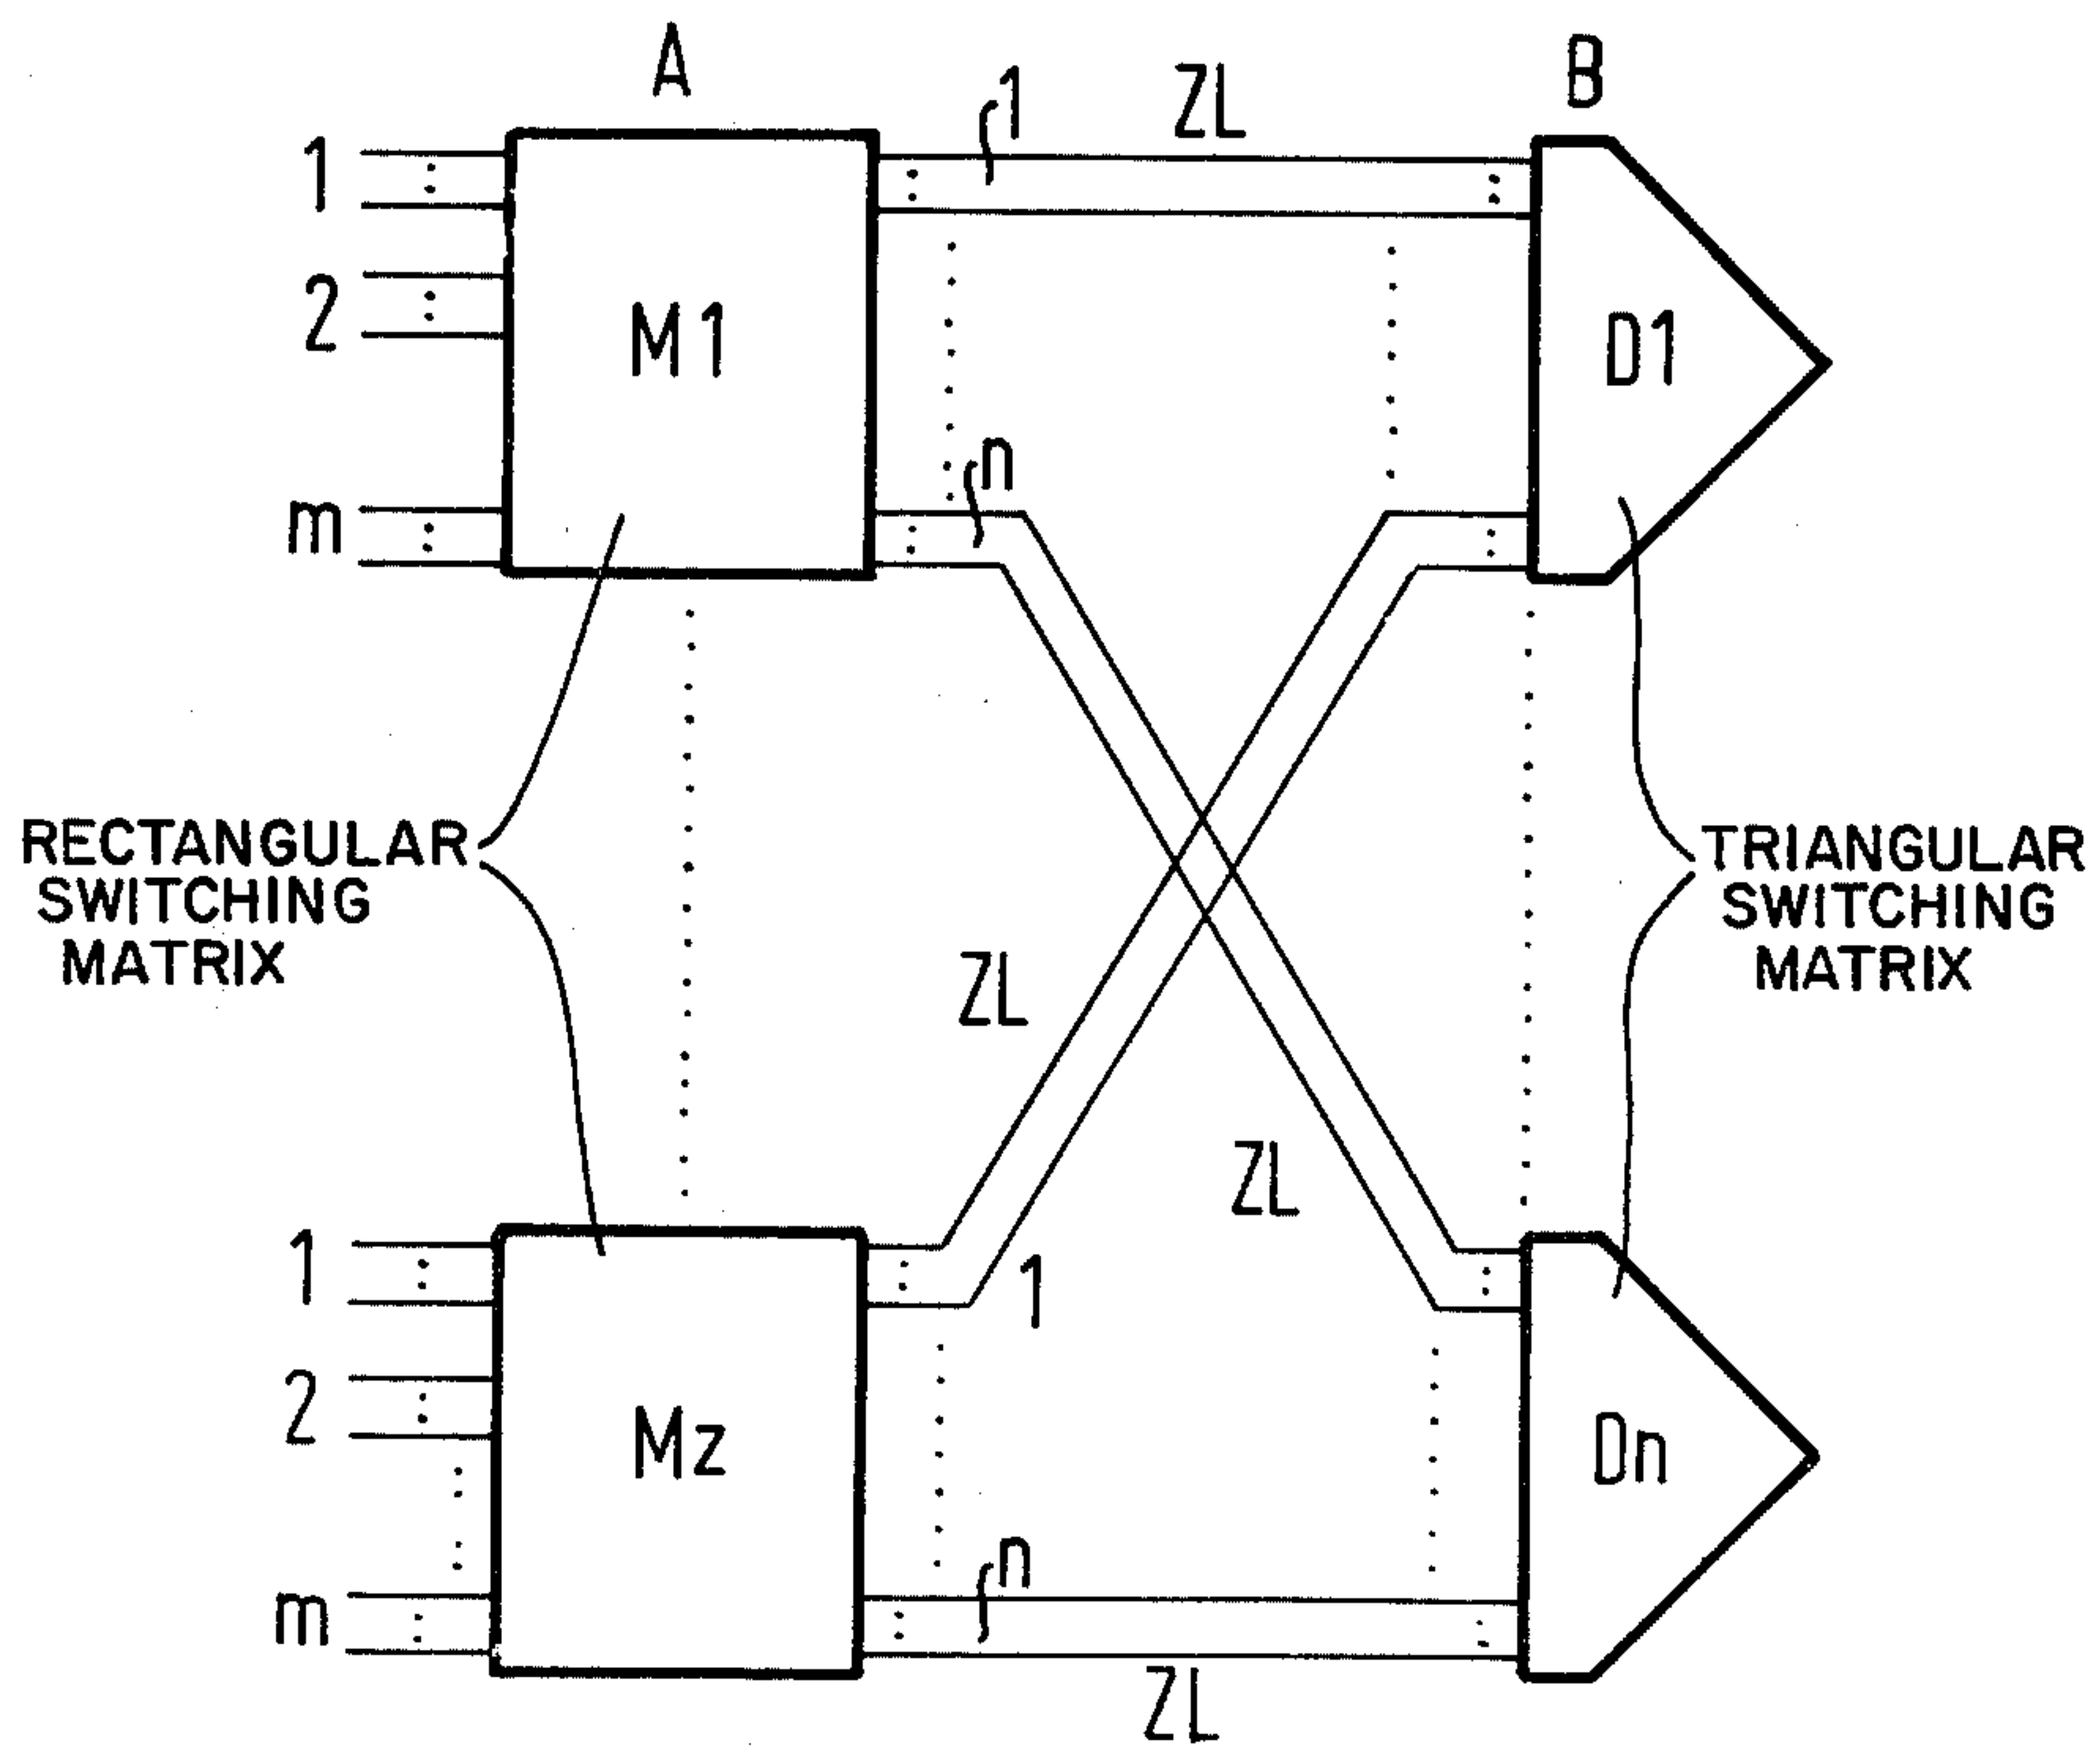 A
B
1
1
ZL
2
M1
D1
n
m
RECTANGULAR
SWITCHING
MATRIX
TRIANGULAR
SWITCHING
MATRIX
ZL
ZL
1
1
2
Mz
Dn
n
m
ZL